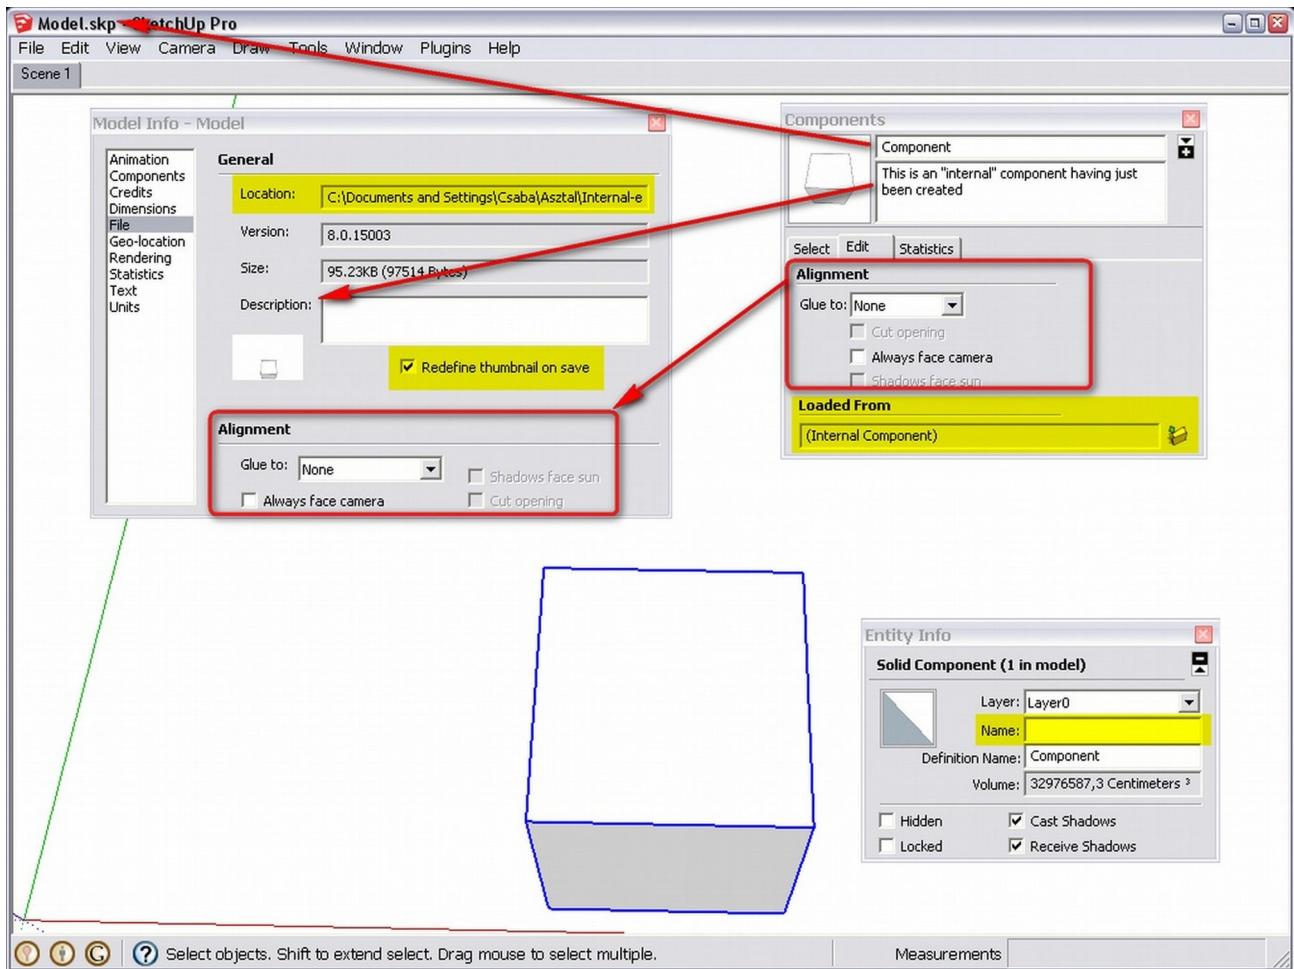 Model.skp - SketchUp Pro
File Edit View Camera Draw Tools Window Plugins Help
Scene 1
Model Info - Model
Animation
Components
Credits
Dimensions
File
Geo-location
Rendering
Statistics
Text
Units
General
Location: C:\Documents and Settings\Csaba\Asztal\Internal-e
Version: 8.0.15003
Size: 95.23KB (97514 Bytes)
Description:
Redefine thumbnail on save
Alignment
Glue to: None
Shadows face sun
Always face camera
Cut opening
Components
Component
This is an "internal" component having just
been created
Select Edit Statistics
Alignment
Glue to: None
Cut opening
Always face camera
Shadows face sun
Loaded From
(Internal Component)
Entity Info
Solid Component (1 in model)
Layer: Layer0
Name:
Definition Name: Component
Volume: 32976587,3 Centimeters ³
Hidden Cast Shadows
Locked Receive Shadows
Select objects. Shift to extend select. Drag mouse to select multiple.
Measurements